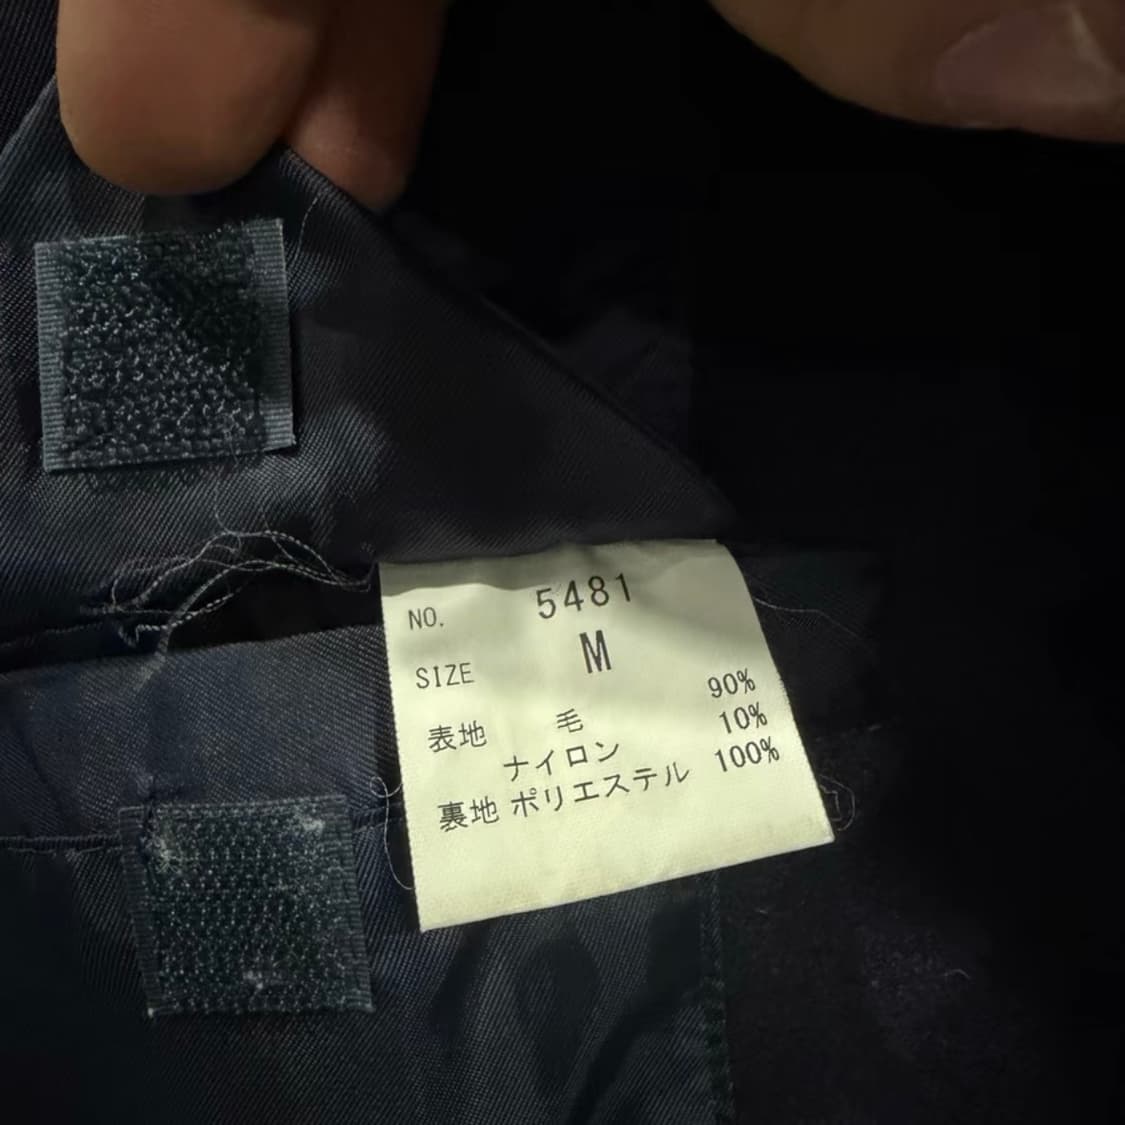 NO. 5481
SIZE M
表地 毛 90%
ナイロン 10%
裏地 ポリエステル 100%